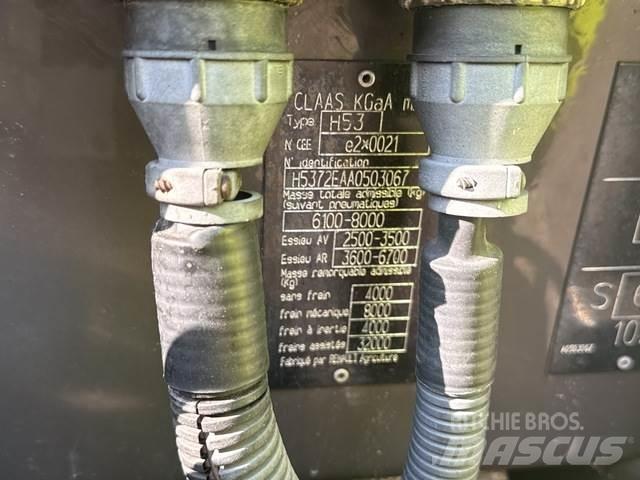 CLAAS KGaA m
Type H53
N° CEE e2*0021
N° identification
H5372EAA0503067
Masse totale admissible (Kg)
(suivant pneumatiques)
6100-8000
Essieu AV 2500-3500
Essieu AR 3600-6700
Masse remorquable admissible
(Kg)
sans frein 4000
frein mécanique 8000
frein à inertie 4000
freins assistés 32000
Fabriqué par RENAULT Agriculture
S
RITCHIE BROS.
MASCUS